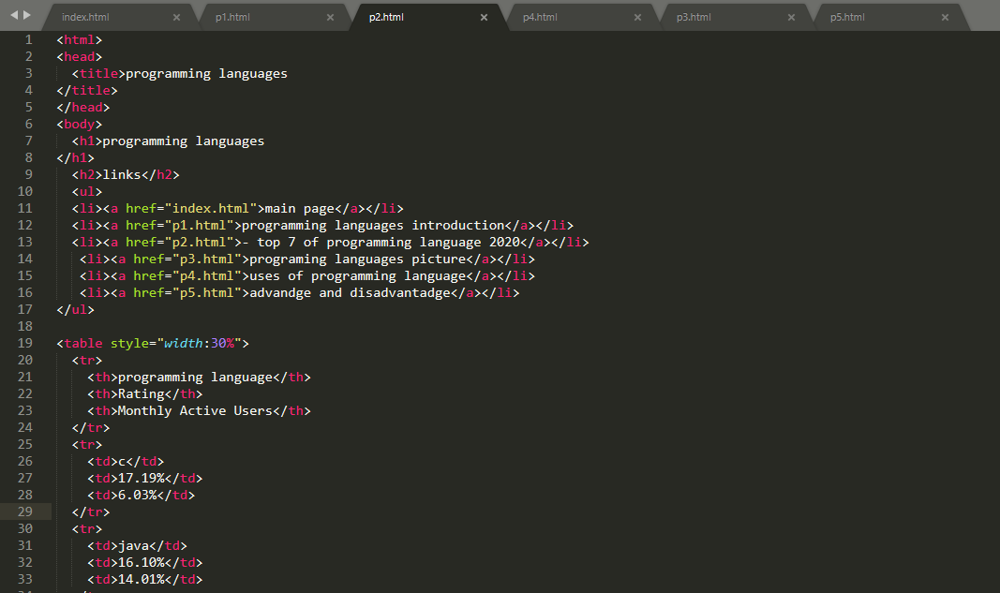 index.html × p1.html × p2.html × p4.html × p3.html × p5.html ×
1 <html>
2 <head>
3 <title>programming languages
4 </title>
5 </head>
6 <body>
7 <h1>programming languages
8 </h1>
9 <h2>links</h2>
10 <ul>
11 <li><a href="index.html">main page</a></li>
12 <li><a href="p1.html">programming languages introduction</a></li>
13 <li><a href="p2.html">- top 7 of programming language 2020</a></li>
14 <li><a href="p3.html">programing languages picture</a></li>
15 <li><a href="p4.html">uses of programming language</a></li>
16 <li><a href="p5.html">advandge and disadvantadge</a></li>
17 </ul>
18
19 <table style="width:30%">
20 <tr>
21 <th>programming language</th>
22 <th>Rating</th>
23 <th>Monthly Active Users</th>
24 </tr>
25 <tr>
26 <td>c</td>
27 <td>17.19%</td>
28 <td>6.03%</td>
29 </tr>
30 <tr>
31 <td>java</td>
32 <td>16.10%</td>
33 <td>14.01%</td>